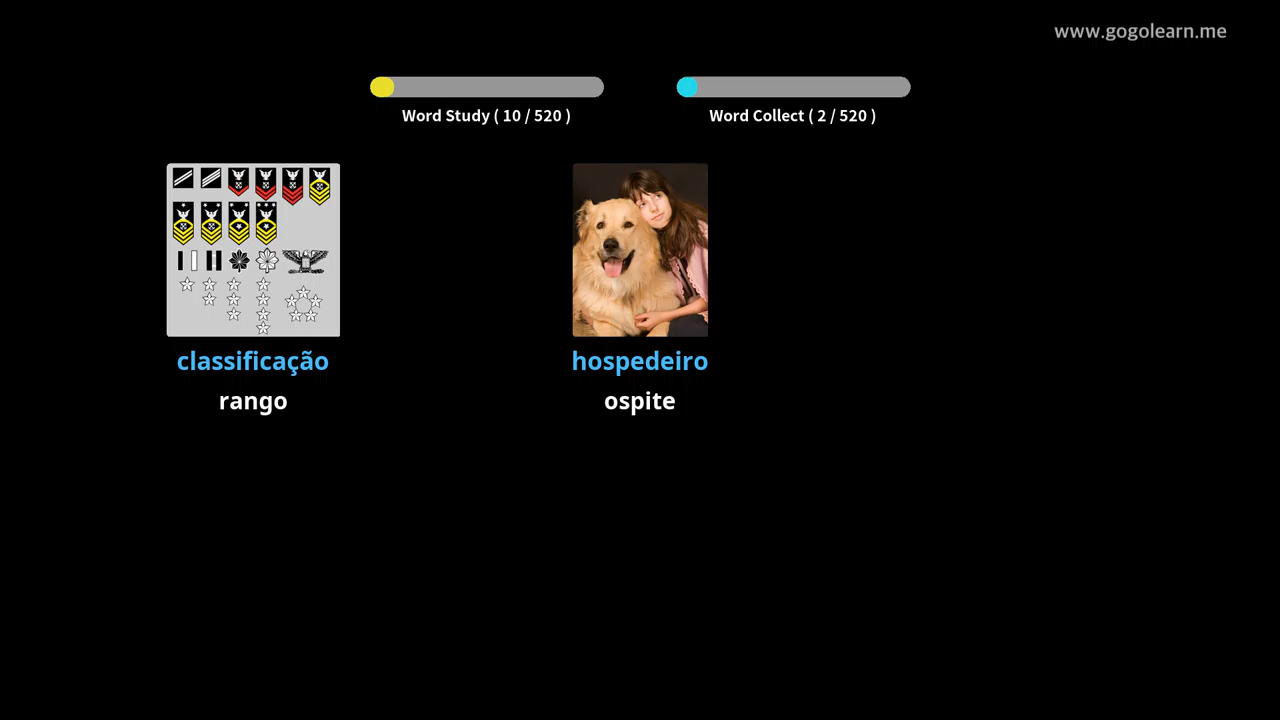 www.gogolearn.me
Word Study ( 10 / 520 )
Word Collect ( 2 / 520 )
classificação
rango
hospedeiro
ospite